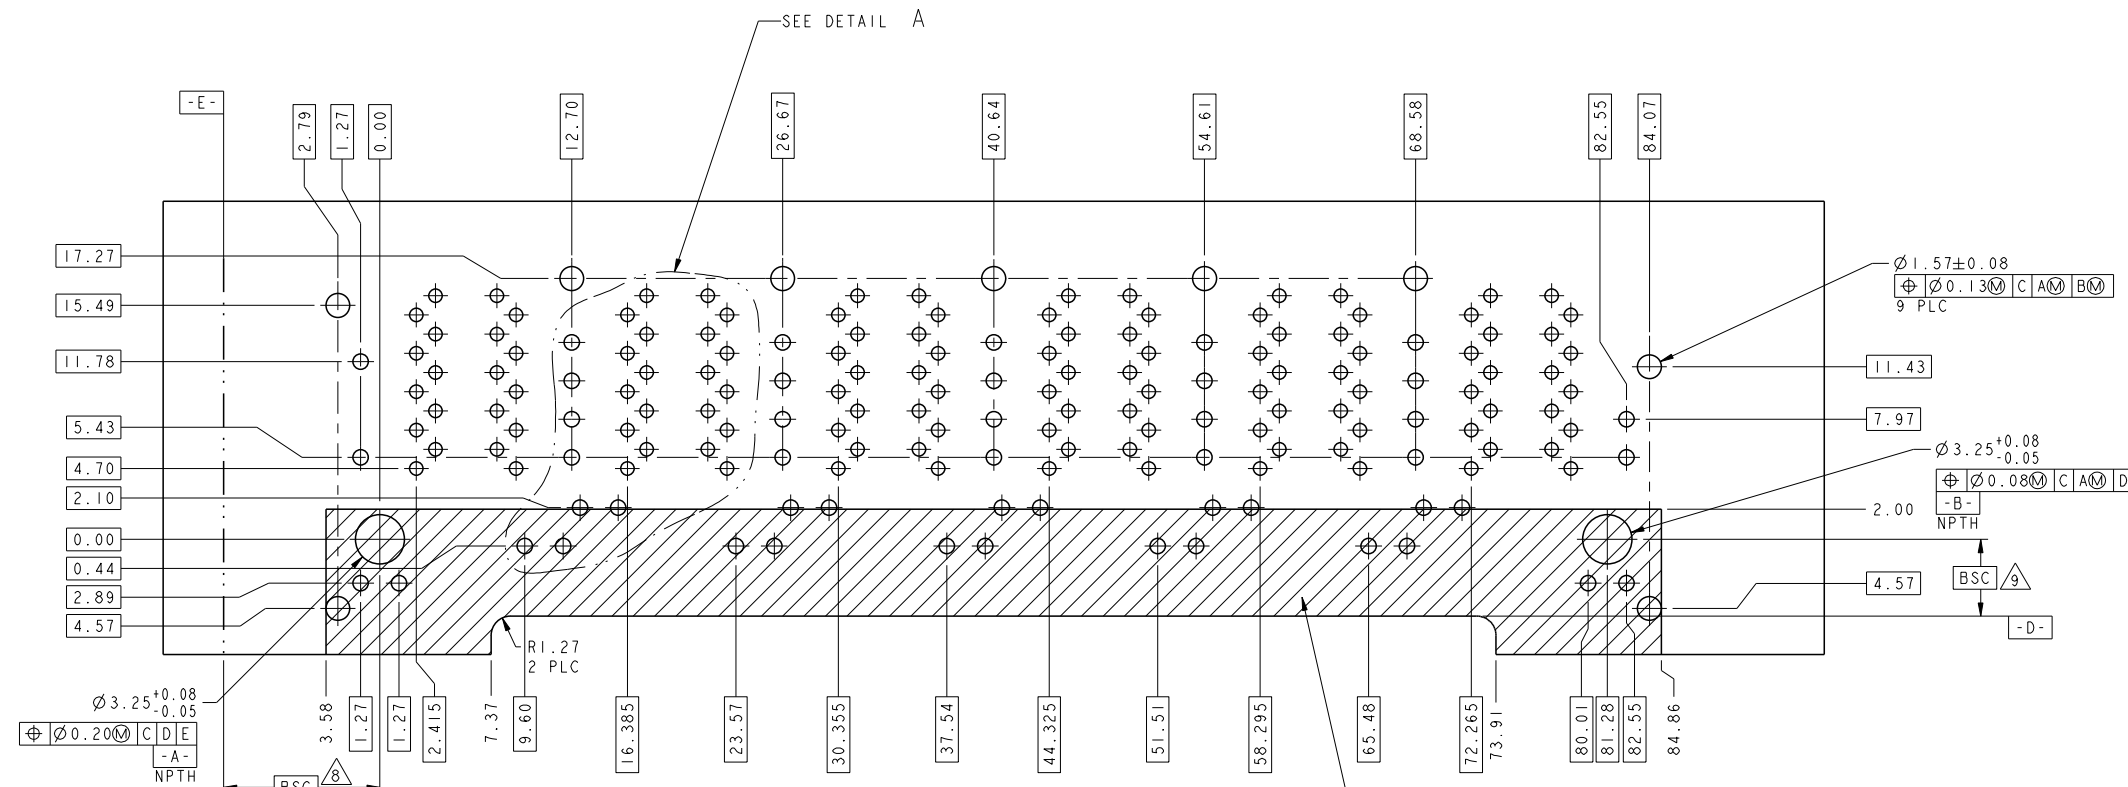 SEE DETAIL A
-E-
2.79
1.27
0.00
12.70
26.67
40.64
54.61
68.58
82.55
84.07
17.27
15.49
11.78
5.43
4.70
2.10
0.00
0.44
2.89
4.57
Ø1.57±0.08
⌖ Ø0.13Ⓜ C AⓂ BⓂ
9 PLC
11.43
7.97
Ø3.25 +0.08 -0.05
⌖ Ø0.08Ⓜ C AⓂ D
-B-
NPTH
2.00
BSC 9
4.57
-D-
R1.27
2 PLC
Ø3.25 +0.08 -0.05
⌖ Ø0.20Ⓜ C D E
-A-
NPTH
BSC 8
3.58
1.27
1.27
2.415
7.37
9.60
16.385
23.57
30.355
37.54
44.325
51.51
58.295
65.48
72.265
73.91
80.01
81.28
82.55
84.86